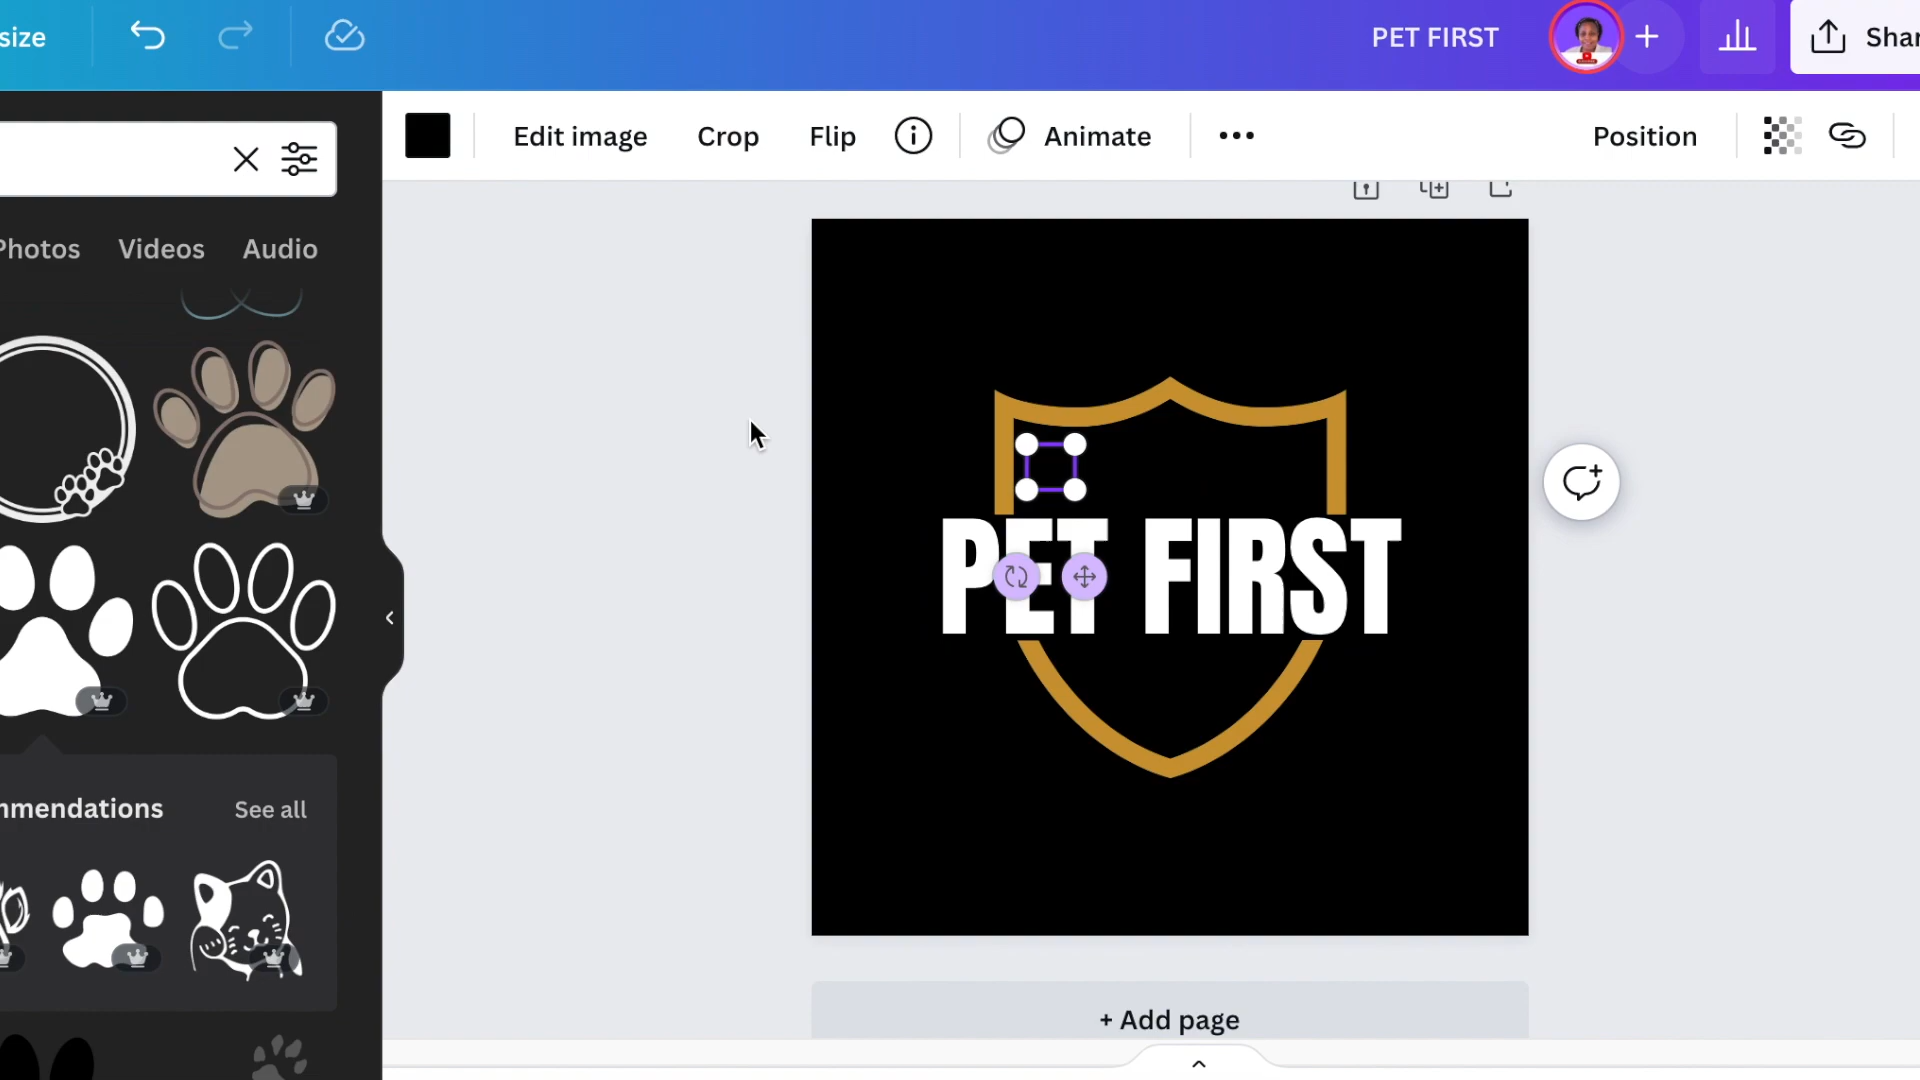 size
PET FIRST
+
Shar
Edit image
Crop
Flip
Animate
Position
Photos
Videos
Audio
PET FIRST
mmendations
See all
+ Add page